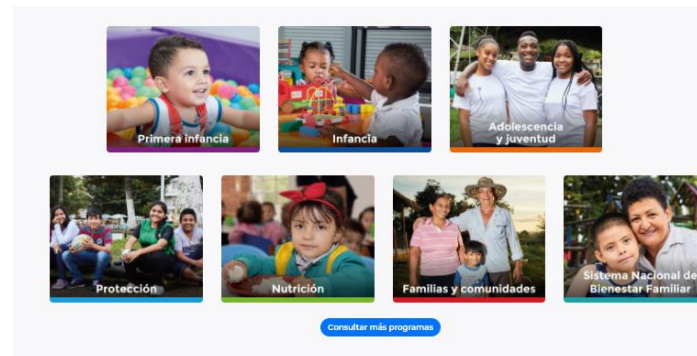 Primera infancia
Infancia
Adolescencia
y juventud
Protección
Nutrición
Familias y comunidades
Sistema Nacional de
Bienestar Familiar
Consultar más programas